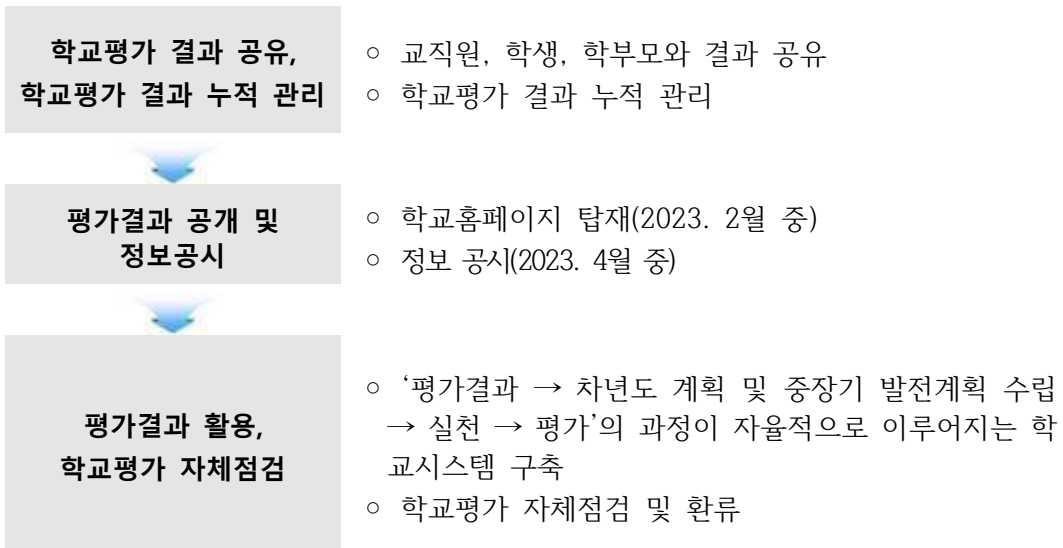 학교평가 결과 공유,
학교평가 결과 누적 관리
○ 교직원, 학생, 학부모와 결과 공유
○ 학교평가 결과 누적 관리
평가결과 공개 및
정보공시
○ 학교홈페이지 탑재(2023. 2월 중)
○ 정보 공시(2023. 4월 중)
평가결과 활용,
학교평가 자체점검
○ ‘평가결과 → 차년도 계획 및 중장기 발전계획 수립
→ 실천 → 평가’의 과정이 자율적으로 이루어지는 학
교시스템 구축
○ 학교평가 자체점검 및 환류